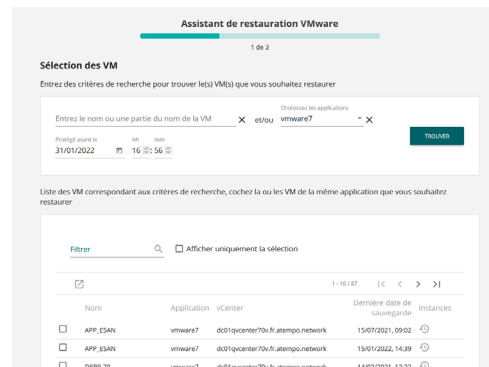 Assistant de restauration VMware
1 de 3
Sélection des VM
Entrez des critères de recherche pour trouver le(s) VM(s) que vous souhaitez restaurer
Choisissez les applications
Entrez le nom ou une partie du nom de la VM et/ou vmware7
TROUVER
Protégé avant le hh mm
31/01/2022 16 : 56
Liste des VM correspondant aux critères de recherche, cochez la ou les VM de la même application que vous souhaitez
restaurer
Filtrer Afficher uniquement la sélection
1 - 10 / 87
Nom Application vCenter Dernière date de sauvegarde Instances
APP_ESAN vmware7 dc01qvcenter70v.fr.atempo.network 15/07/2021, 09:02
APP_ESAN vmware7 dc01qvcenter70v.fr.atempo.network 15/01/2022, 14:39
vmware7 dc01qvcenter70v.fr.atempo.network